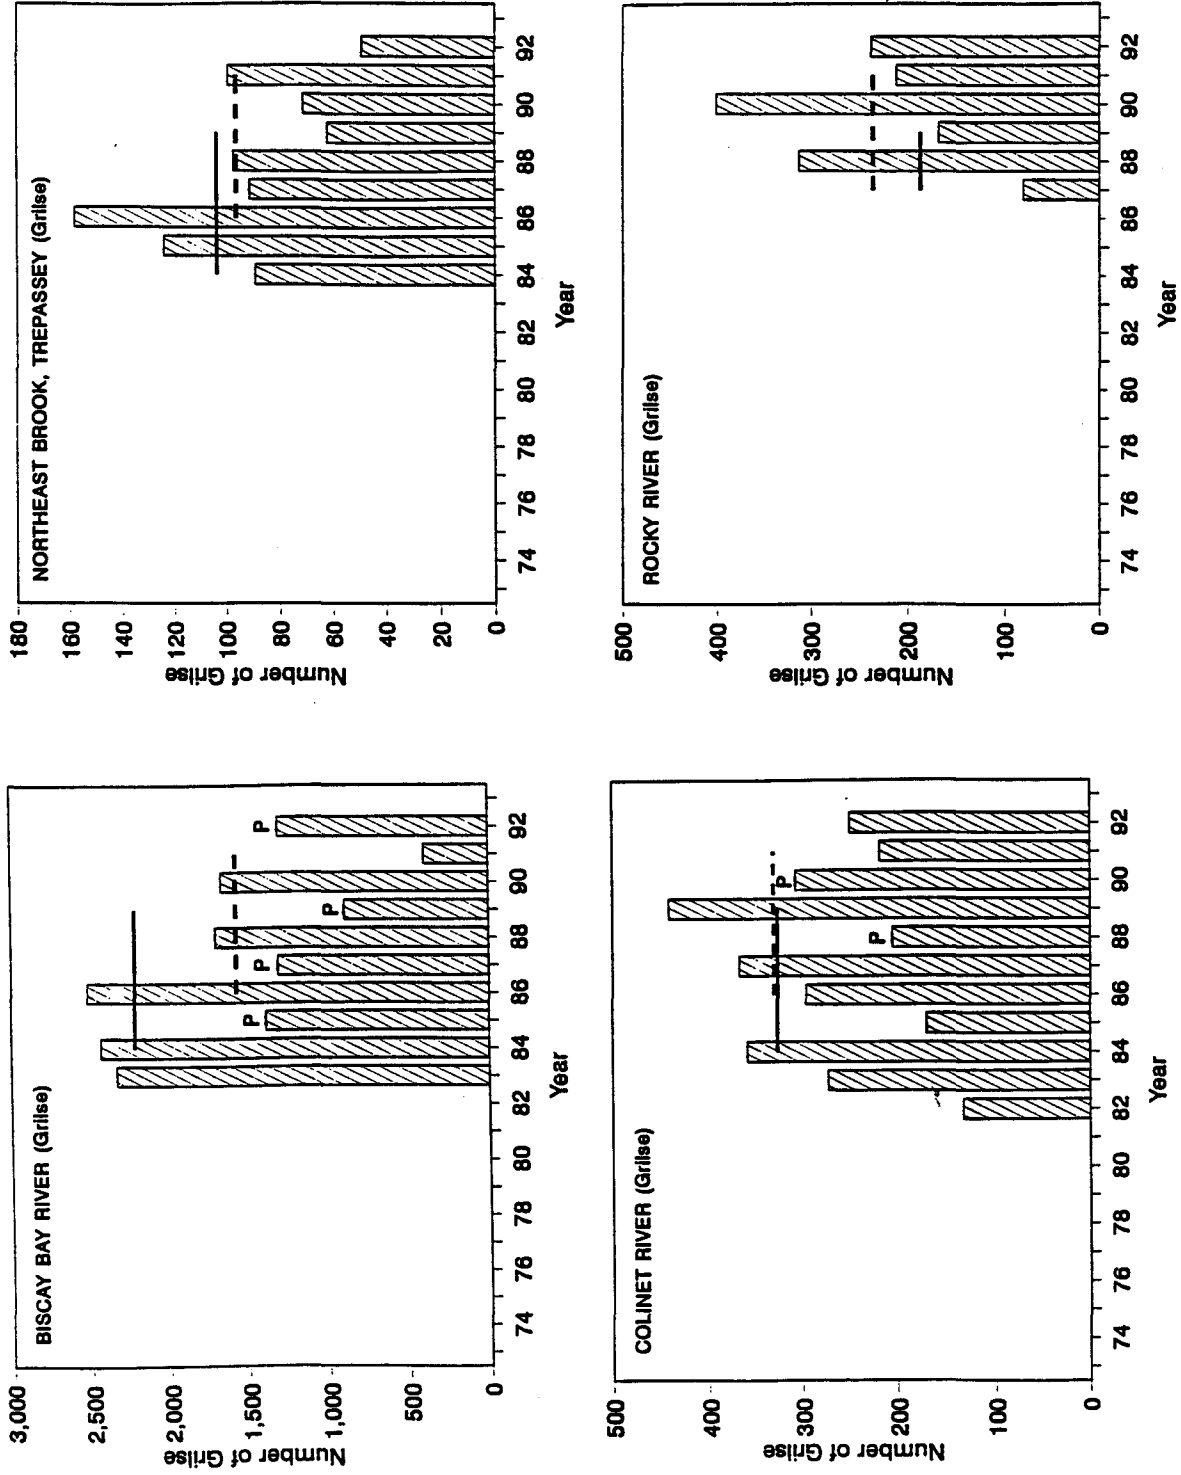 BISCAY BAY RIVER (Grilse)
Number of Grilse
3,000
2,500
2,000
1,500
1,000
500
0
P
P
P
P
74 76 78 80 82 84 86 88 90 92
Year
NORTHEAST BROOK, TREPASSEY (Grilse)
Number of Grilse
180
160
140
120
100
80
60
40
20
0
74 76 78 80 82 84 86 88 90 92
Year
COLINET RIVER (Grilse)
Number of Grilse
500
400
300
200
100
0
P
P
74 76 78 80 82 84 86 88 90 92
Year
ROCKY RIVER (Grilse)
Number of Grilse
500
400
300
200
100
0
74 76 78 80 82 84 86 88 90 92
Year